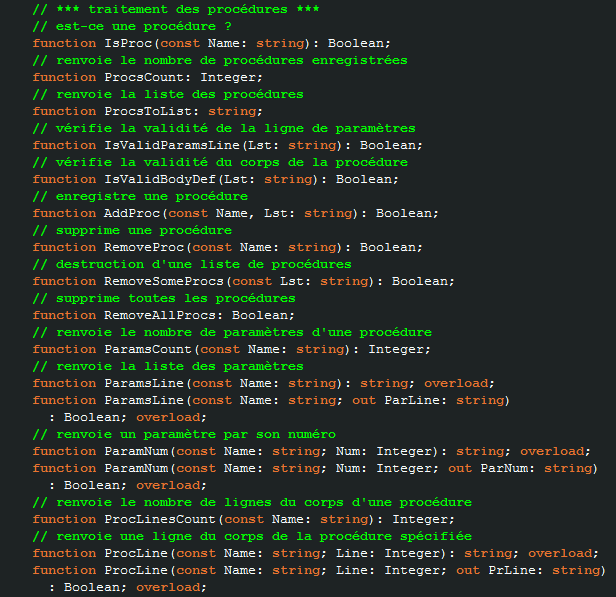 // *** traitement des procédures ***
// est-ce une procédure ?
function IsProc(const Name: string): Boolean;
// renvoie le nombre de procédures enregistrées
function ProcsCount: Integer;
// renvoie la liste des procédures
function ProcsToList: string;
// vérifie la validité de la ligne de paramètres
function IsValidParamsLine(Lst: string): Boolean;
// vérifie la validité du corps de la procédure
function IsValidBodyDef(Lst: string): Boolean;
// enregistre une procédure
function AddProc(const Name, Lst: string): Boolean;
// supprime une procédure
function RemoveProc(const Name: string): Boolean;
// destruction d'une liste de procédures
function RemoveSomeProcs(const Lst: string): Boolean;
// supprime toutes les procédures
function RemoveAllProcs: Boolean;
// renvoie le nombre de paramètres d'une procédure
function ParamsCount(const Name: string): Integer;
// renvoie la liste des paramètres
function ParamsLine(const Name: string): string; overload;
function ParamsLine(const Name: string; out ParLine: string)
  : Boolean; overload;
// renvoie un paramètre par son numéro
function ParamNum(const Name: string; Num: Integer): string; overload;
function ParamNum(const Name: string; Num: Integer; out ParNum: string)
  : Boolean; overload;
// renvoie le nombre de lignes du corps d'une procédure
function ProcLinesCount(const Name: string): Integer;
// renvoie une ligne du corps de la procédure spécifiée
function ProcLine(const Name: string; Line: Integer): string; overload;
function ProcLine(const Name: string; Line: Integer; out PrLine: string)
  : Boolean; overload;